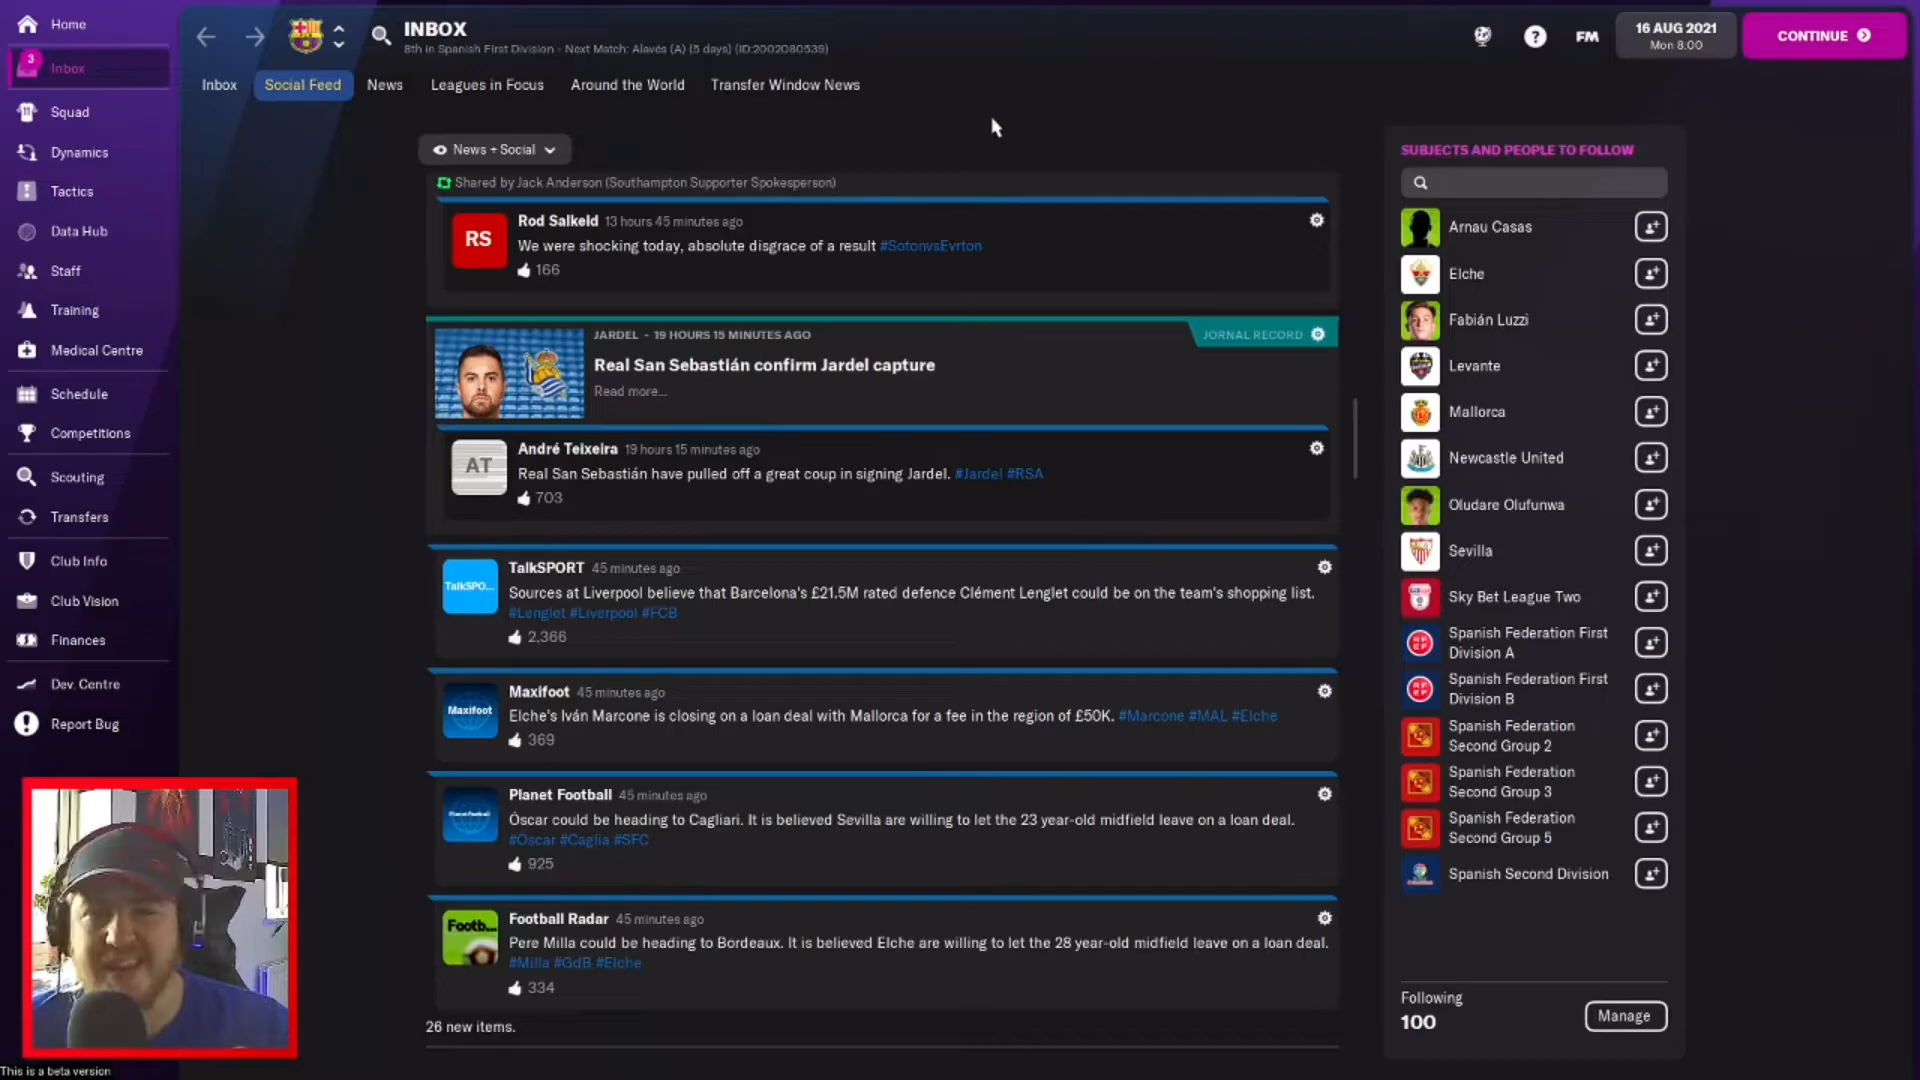 Home
3
Inbox
Squad
Dynamics
Tactics
Data Hub
Staff
Training
Medical Centre
Schedule
Competitions
Scouting
Transfers
Club Info
Club Vision
Finances
Dev. Centre
Report Bug
This is a beta version
INBOX
8th in Spanish First Division - Next Match: Alavés (A) (5 days) (ID:2002080539)
FM
16 AUG 2021
Mon 8.00
CONTINUE
Inbox
Social Feed
News
Leagues in Focus
Around the World
Transfer Window News
News + Social
Shared by Jack Anderson (Southampton Supporter Spokesperson)
RS
Rod Salkeld 13 hours 45 minutes ago
We were shocking today, absolute disgrace of a result #SotonvsEvrton
166
JARDEL - 19 HOURS 15 MINUTES AGO
JORNAL RECORD
Real San Sebastián confirm Jardel capture
Read more...
AT
André Teixeira 19 hours 15 minutes ago
Real San Sebastián have pulled off a great coup in signing Jardel. #Jardel #RSA
703
TalkSPO...
TalkSPORT 45 minutes ago
Sources at Liverpool believe that Barcelona's £21.5M rated defence Clément Lenglet could be on the team's shopping list.
#Lenglet #Liverpool #FCB
2,366
Maxifoot
Maxifoot 45 minutes ago
Elche's Iván Marcone is closing on a loan deal with Mallorca for a fee in the region of £50K. #Marcone #MAL #Elche
369
Planet Football
Planet Football 45 minutes ago
Óscar could be heading to Cagliari. It is believed Sevilla are willing to let the 23 year-old midfield leave on a loan deal.
#Óscar #Caglia #SFC
925
Footb...
Football Radar 45 minutes ago
Pere Milla could be heading to Bordeaux. It is believed Elche are willing to let the 28 year-old midfield leave on a loan deal.
#Milla #GdB #Elche
334
26 new items.
SUBJECTS AND PEOPLE TO FOLLOW
Arnau Casas
Elche
Fabián Luzzi
Levante
Mallorca
Newcastle United
Oludare Olufunwa
Sevilla
Sky Bet League Two
Spanish Federation First
Division A
Spanish Federation First
Division B
Spanish Federation
Second Group 2
Spanish Federation
Second Group 3
Spanish Federation
Second Group 5
Spanish Second Division
Following
100
Manage